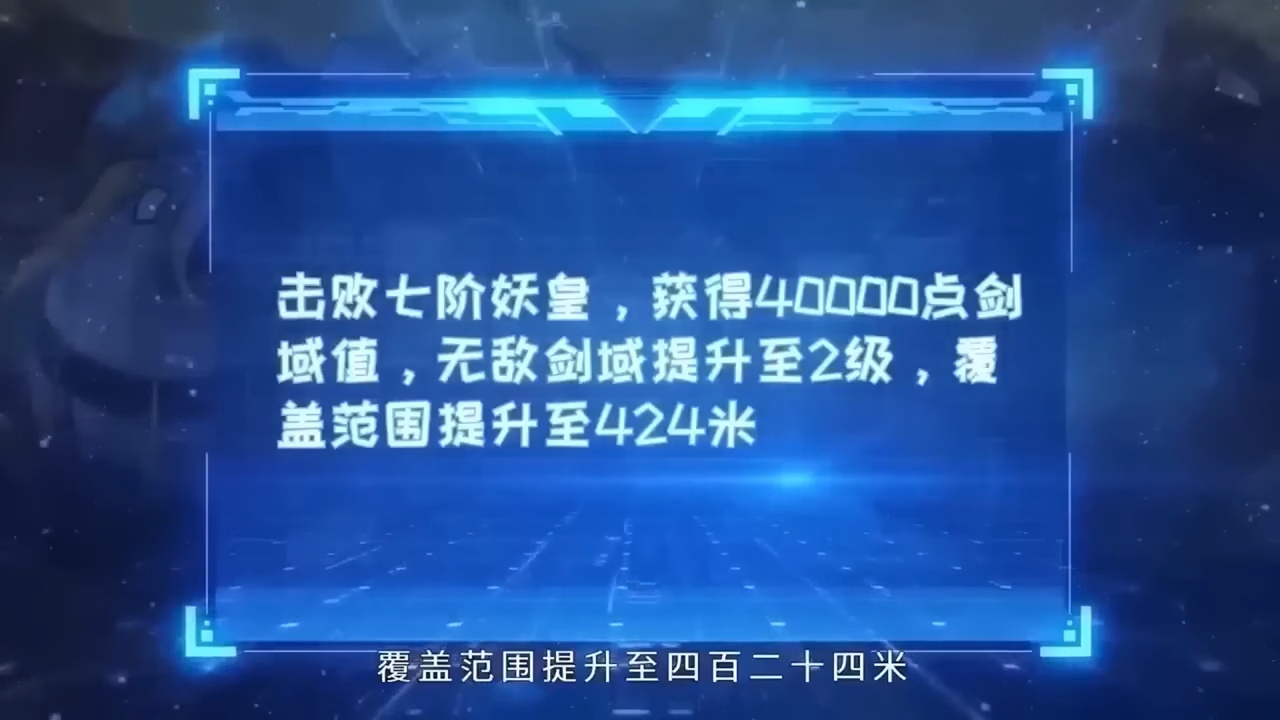 击败七阶妖皇，获得40000点剑
域值，无敌剑域提升至2级，覆
盖范围提升至424米
覆盖范围提升至四百二十四米